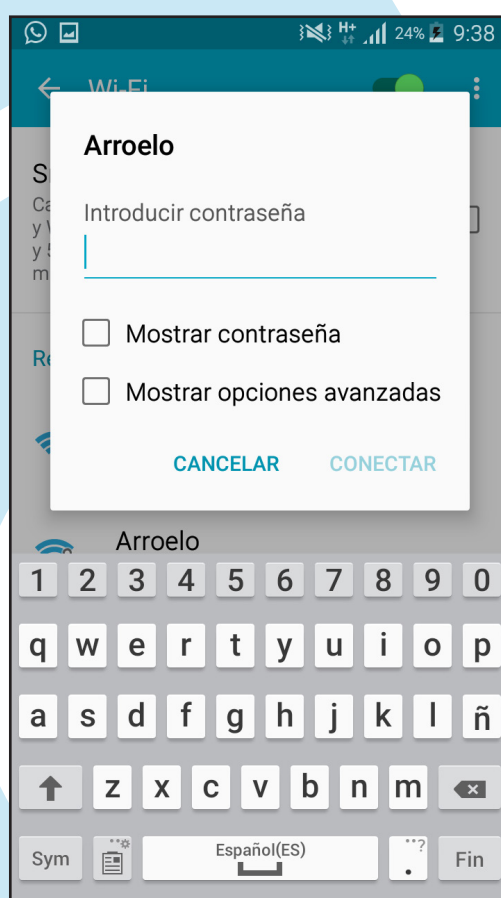 H+ 24% 9:38
Wi-Fi
Arroelo
Introducir contraseña
Mostrar contraseña
Mostrar opciones avanzadas
CANCELAR CONECTAR
Arroelo
1 2 3 4 5 6 7 8 9 0
q w e r t y u i o p
a s d f g h j k l ñ
z x c v b n m
Sym Español(ES) . Fin